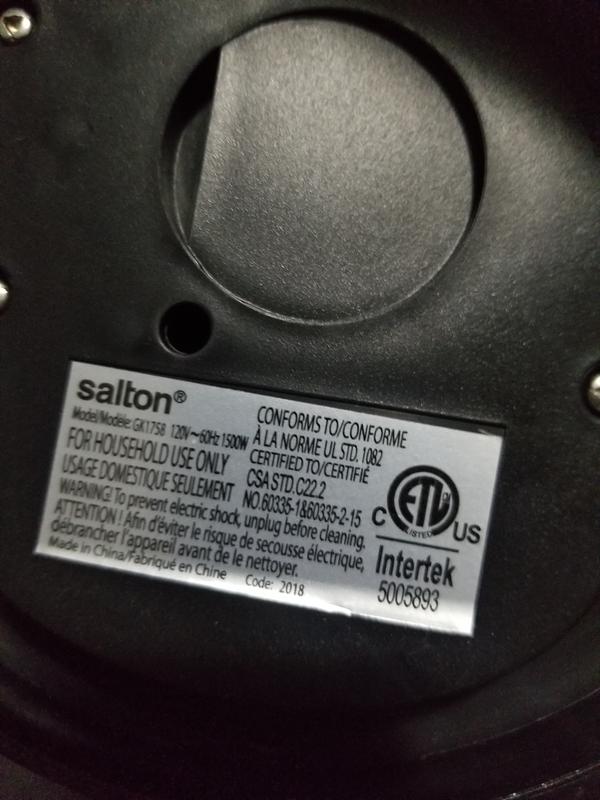 salton®
Model/Modèle: GK1758 120V～60Hz 1500W
FOR HOUSEHOLD USE ONLY
USAGE DOMESTIQUE SEULEMENT
CONFORMS TO/CONFORME
À LA NORME UL STD. 1082
CERTIFIED TO/CERTIFIÉ
CSA STD. C22.2
NO.60335-1&60335-2-15
WARNING! To prevent electric shock, unplug before cleaning.
ATTENTION ! Afin d'éviter le risque de secousse électrique,
débrancher l'appareil avant de le nettoyer.
Made in China/Fabriqué en Chine Code: 2018
ETL
LISTED
C US
Intertek
5005893